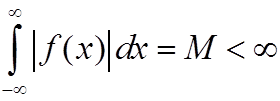 ∫_{-∞}^{∞} |f(x)| dx = M < ∞